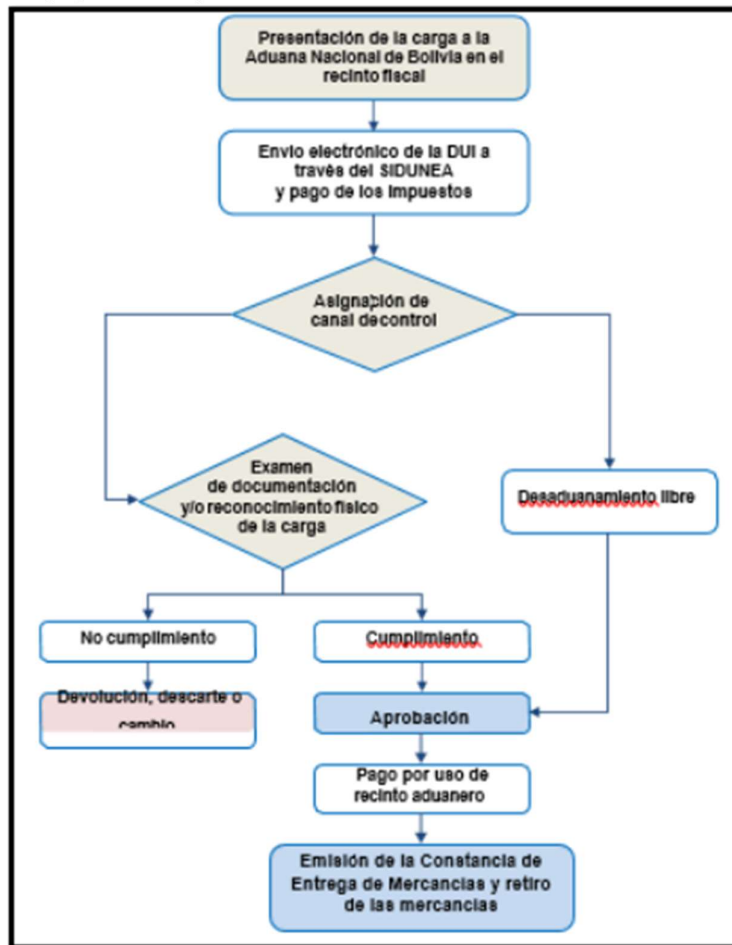 Presentación de la carga a la
Aduana Nacional de Bolivia en el
recinto fiscal
Envío electrónico de la DUI a
través del SIDUNEA
y pago de los Impuestos
Asignación de
canal decontrol
Examen
de documentación
y/o reconocimiento físico
de la carga
Desaduanamiento libre
No cumplimiento
Cumplimiento
Devolución, descarte o
cambio
Aprobación
Pago por uso de
recinto aduanero
Emisión de la Constancia de
Entrega de Mercancías y retiro
de las mercancías